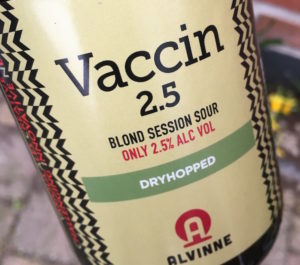 Vaccin
2.5
BLOND SESSION SOUR
ONLY 2.5% ALC VOL
DRYHOPPED
ALVINNE